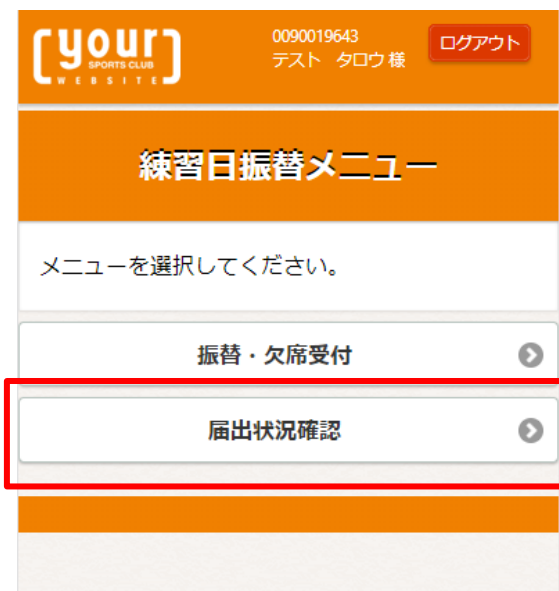 your
SPORTS CLUB
WEBSITE
0090019643
テスト　タロウ 様
ログアウト
練習日振替メニュー
メニューを選択してください。
振替・欠席受付
届出状況確認